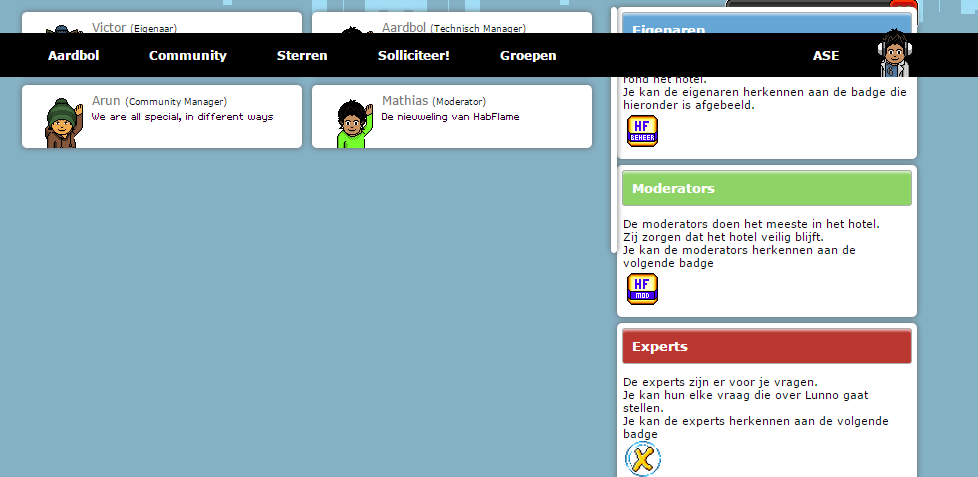 Victor (Eigenaar)
Aardbol (Technisch Manager)
Eigenaren
Aardbol Community Sterren Solliciteer! Groepen ASE
rond het hotel.
Je kan de eigenaren herkennen aan de badge die
hieronder is afgebeeld.
HF
BEHEER
Arun (Community Manager)
We are all special, in different ways
Mathias (Moderator)
De nieuweling van HabFlame
Moderators
De moderators doen het meeste in het hotel.
Zij zorgen dat het hotel veilig blijft.
Je kan de moderators herkennen aan de
volgende badge
HF
MOD
Experts
De experts zijn er voor je vragen.
Je kan hun elke vraag die over Lunno gaat
stellen.
Je kan de experts herkennen aan de volgende
badge
X